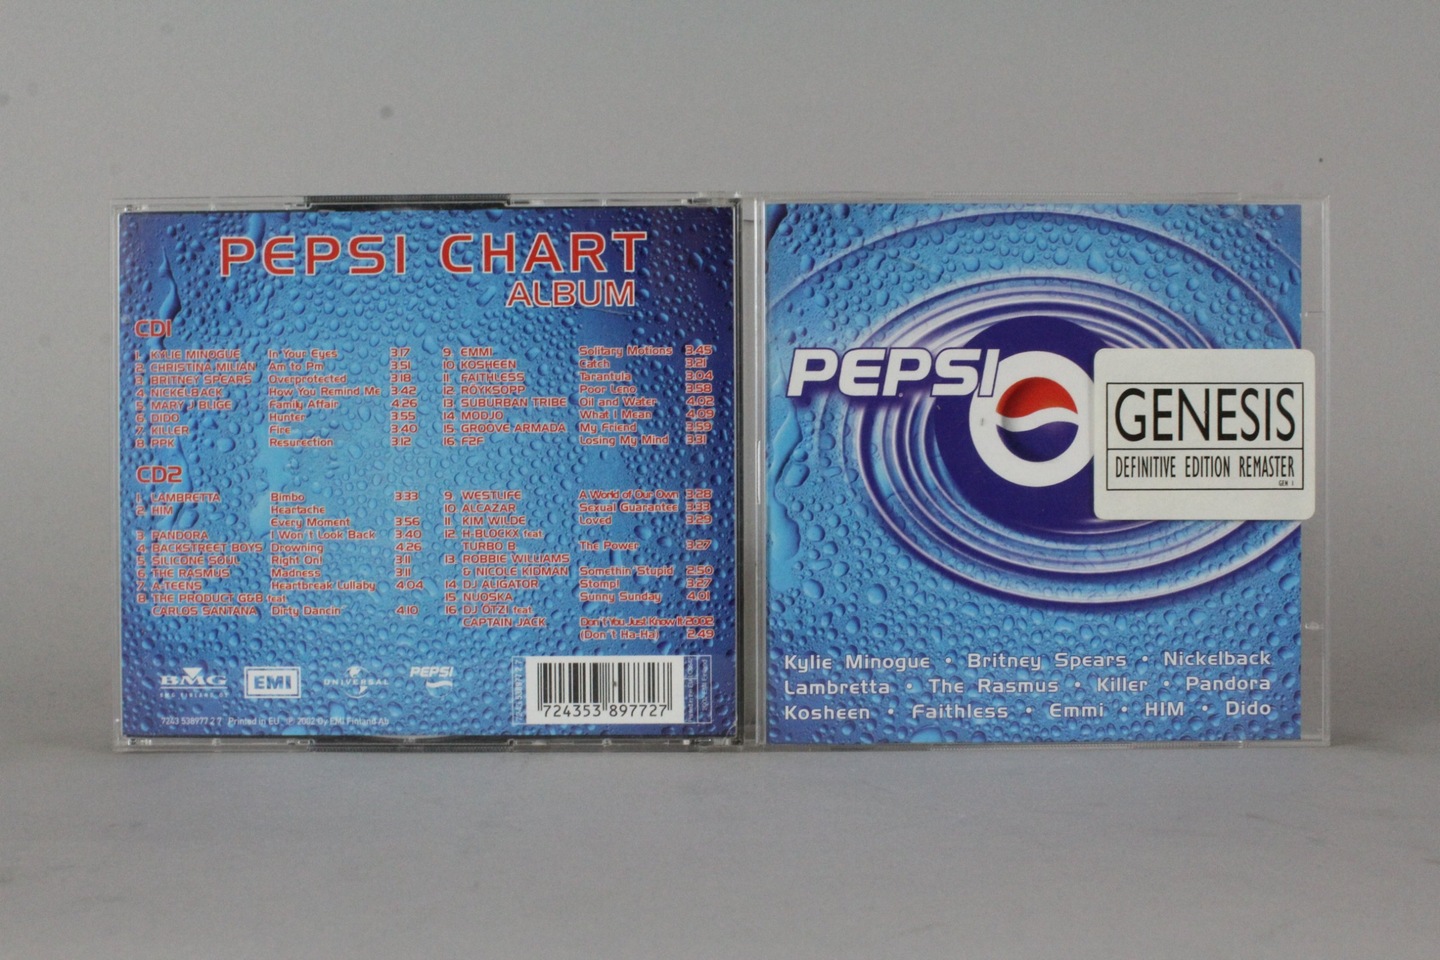 PEPSI CHART
ALBUM
CD1
1. KYLIE MINOGUE In Your Eyes 3.17
2. CHRISTINA MILIAN Am to Pm 3.51
3. BRITNEY SPEARS Overprotected 3.18
4. NICKELBACK How You Remind Me 3.42
5. MARY J BLIGE Family Affair 4.26
6. DIDO Hunter 3.55
7. KILLER Fire 3.40
8. PPK Resurection 3.12
9. EMMI Solitary Motions 3.45
10 KOSHEEN Catch 3.21
11 FAITHLESS Tarantula 3.04
12 RÖYKSOPP Poor Leno 3.58
13 SUBURBAN TRIBE Oil and Water 4.02
14 MODJO What I Mean 4.09
15 GROOVE ARMADA My Friend 3.59
16 F2F Losing My Mind 3.31
CD2
1. LAMBRETTA Bimbo 3.33
2. HIM Heartache
Every Moment 3.56
3 PANDORA I Won't Look Back 3.40
4 BACKSTREET BOYS Drowning 4.26
5 SILICONE SOUL Right On! 3.11
6 THE RASMUS Madness 3.11
7 A-TEENS Heartbreak Lullaby 4.04
8 THE PRODUCT G&B feat
CARLOS SANTANA Dirty Dancin 4.10
9 WESTLIFE A World of Our Own 3.28
10 ALCAZAR Sexual Guarantee 3.33
11 KIM WILDE Loved 3.29
12 H-BLOCKX feat
TURBO B The Power 3.27
13 ROBBIE WILLIAMS
& NICOLE KIDMAN Somethin'Stupid 2.50
14 DJ ALIGATOR Stomp! 3.27
15 NUOSKA Sunny Sunday 4.01
16 DJ ÖTZI feat
CAPTAIN JACK Don't You Just Know It 2002
(Don't Ha-Ha) 2.49
BMG
BMG FINLAND OY
EMI
UNIVERSAL
PEPSI
7243 538977 2 7 Printed in EU. P 2002 By EMI Finland Ab
7 24353 89772 7
PEPSI
GENESIS
DEFINITIVE EDITION REMASTER
GEN 1
Kylie Minogue • Britney Spears • Nickelback
Lambretta • The Rasmus • Killer • Pandora
Kosheen • Faithless • Emmi • HIM • Dido